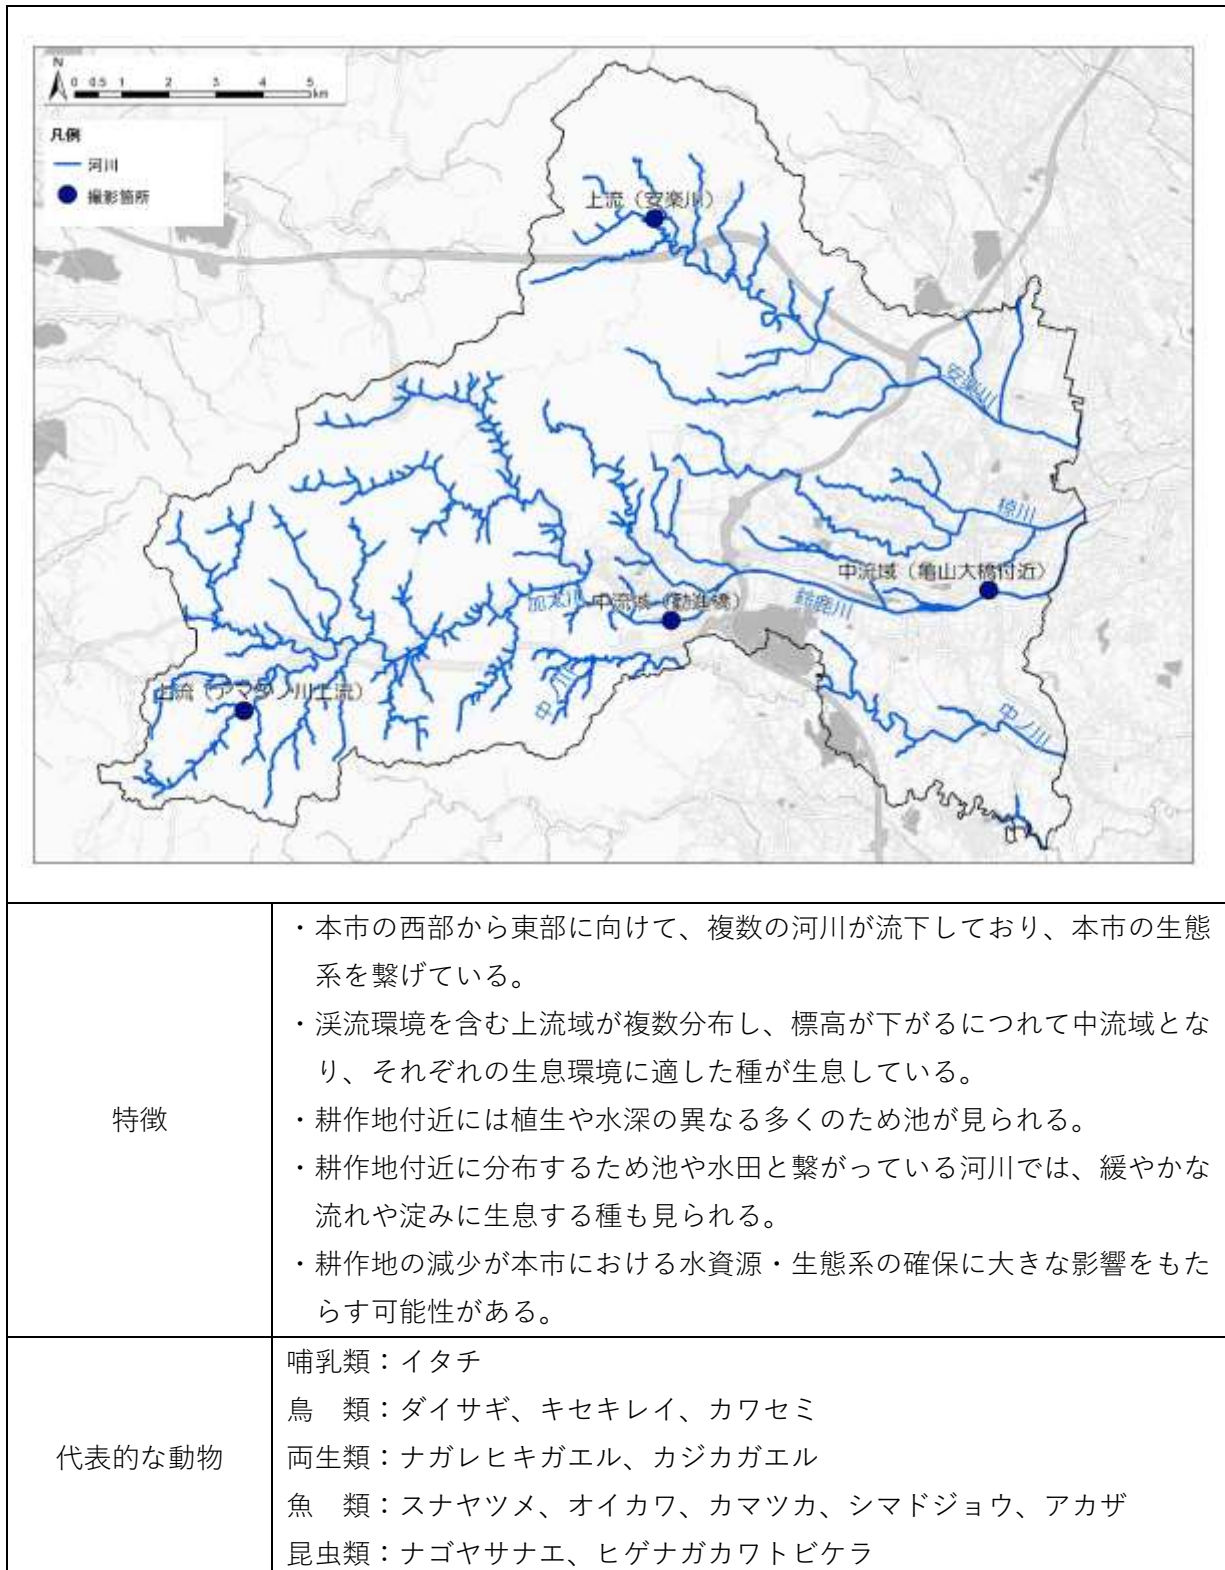 N
0 0.5 1 2 3 4 5
km
凡例
河川
撮影箇所
上流（安楽川）
安楽川
椋川
中流域（亀山大橋付近）
加太川
中流域（勧進橋）
鈴鹿川
上流（アマタノ川上流）
中ノ川
特徴
・本市の西部から東部に向けて、複数の河川が流下しており、本市の生態
系を繋げている。
・渓流環境を含む上流域が複数分布し、標高が下がるにつれて中流域とな
り、それぞれの生息環境に適した種が生息している。
・耕作地付近には植生や水深の異なる多くのため池が見られる。
・耕作地付近に分布するため池や水田と繋がっている河川では、緩やかな
流れや淀みに生息する種も見られる。
・耕作地の減少が本市における水資源・生態系の確保に大きな影響をもた
らす可能性がある。
代表的な動物
哺乳類：イタチ
鳥　類：ダイサギ、キセキレイ、カワセミ
両生類：ナガレヒキガエル、カジカガエル
魚　類：スナヤツメ、オイカワ、カマツカ、シマドジョウ、アカザ
昆虫類：ナゴヤサナエ、ヒゲナガカワトビケラ